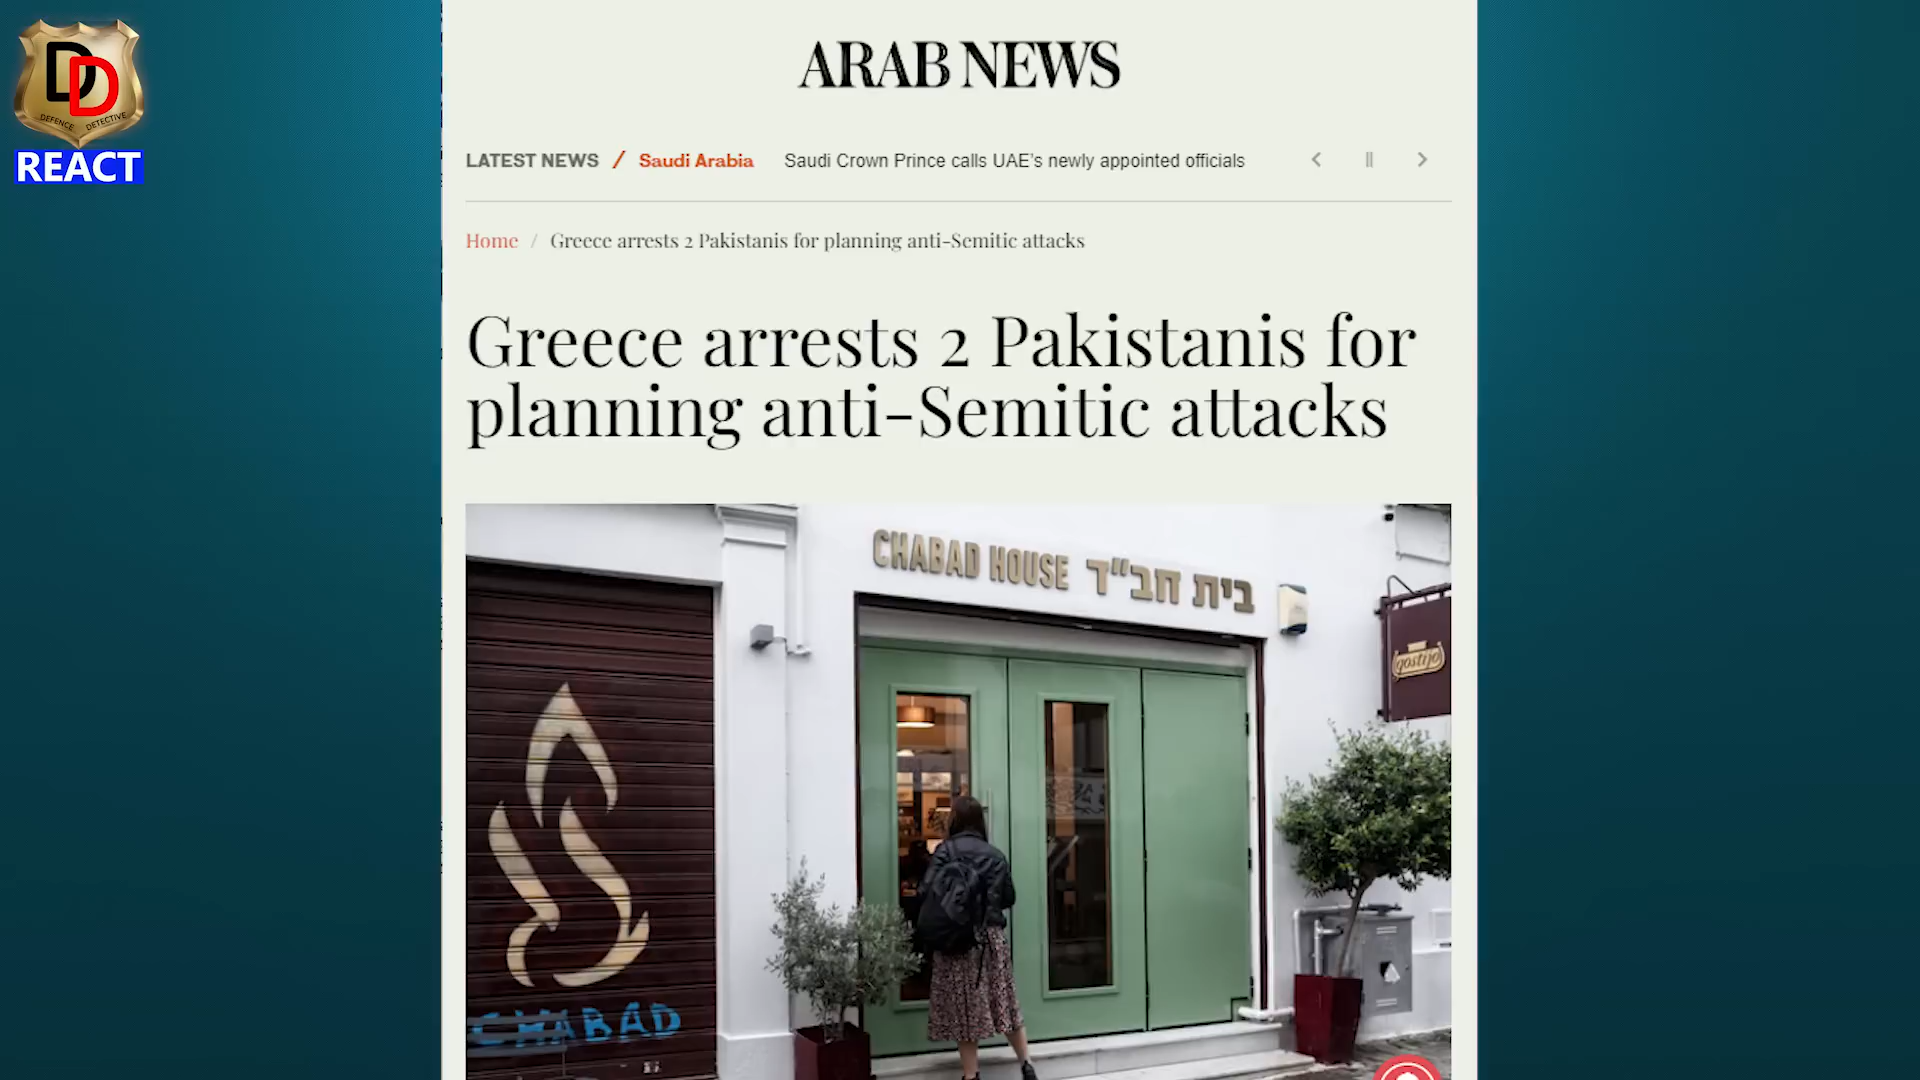 DD
DEFENCE DETECTIVE
REACT
ARAB NEWS
LATEST NEWS / Saudi Arabia Saudi Crown Prince calls UAE's newly appointed officials
Home / Greece arrests 2 Pakistanis for planning anti-Semitic attacks
Greece arrests 2 Pakistanis for
planning anti-Semitic attacks
CHABAD HOUSE בית חב"ד
gostijo
CHABAD